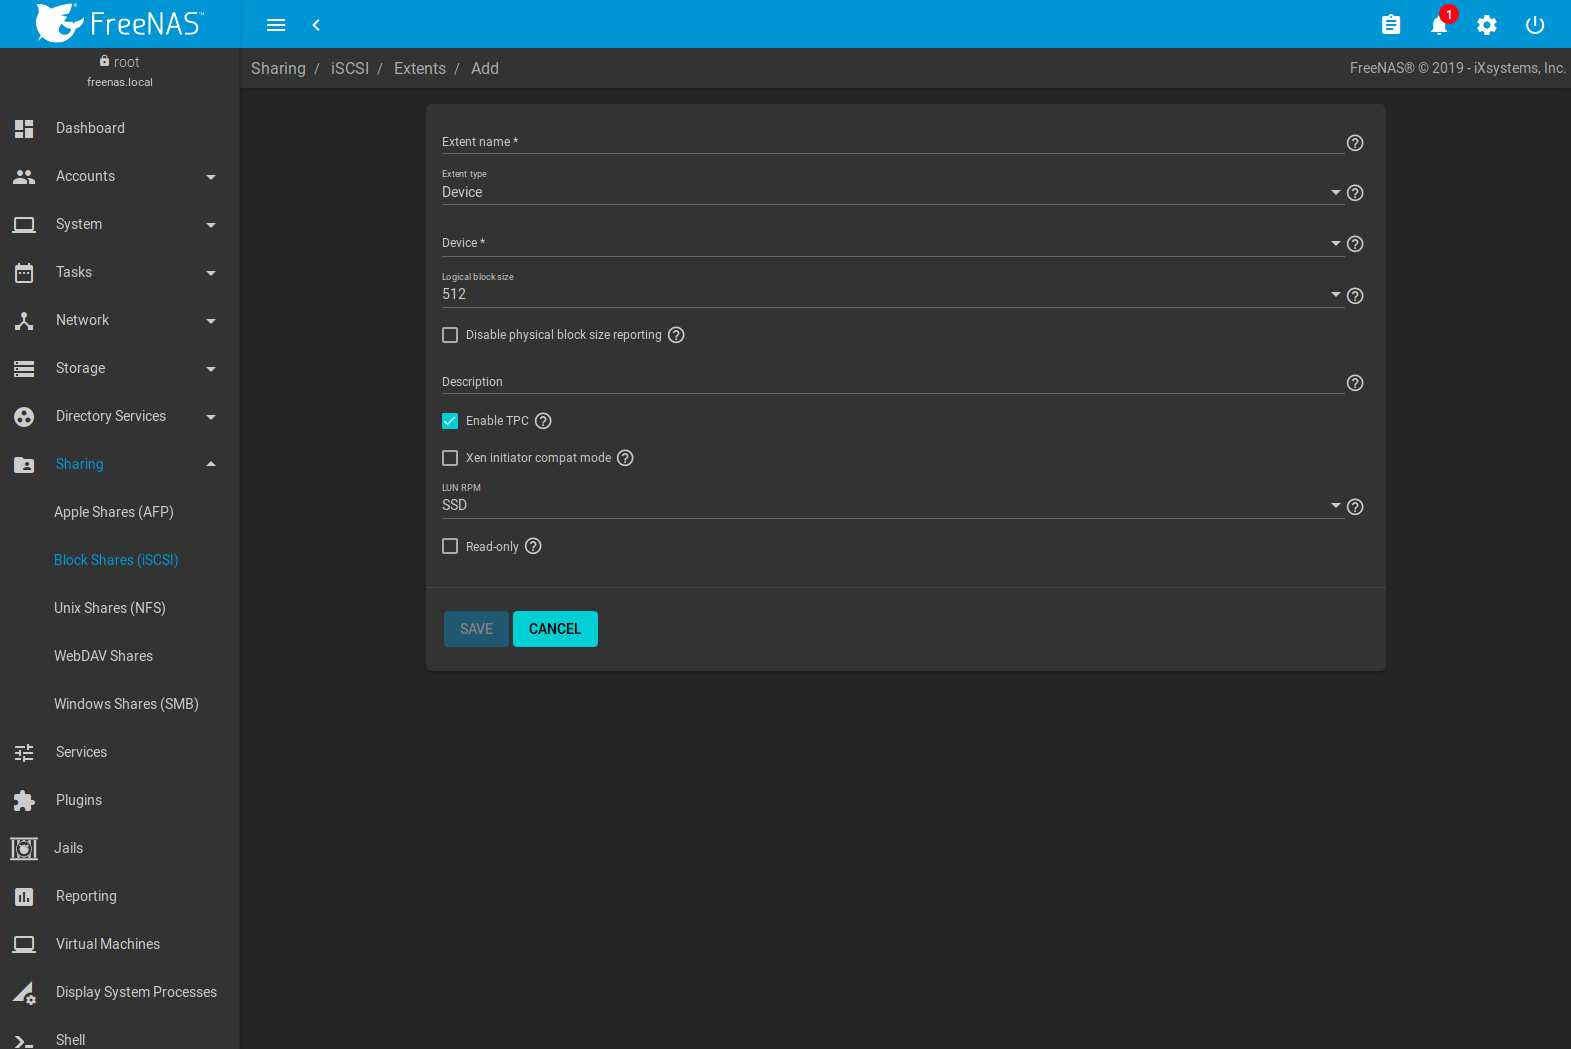 FreeNAS™
1
root
freenas.local
Sharing / iSCSI / Extents / Add
FreeNAS® © 2019 - iXsystems, Inc.
Dashboard
Accounts
System
Tasks
Network
Storage
Directory Services
Sharing
Apple Shares (AFP)
Block Shares (iSCSI)
Unix Shares (NFS)
WebDAV Shares
Windows Shares (SMB)
Services
Plugins
Jails
Reporting
Virtual Machines
Display System Processes
Shell
Extent name *
Extent type
Device
Device *
Logical block size
512
Disable physical block size reporting
Description
Enable TPC
Xen initiator compat mode
LUN RPM
SSD
Read-only
SAVE CANCEL